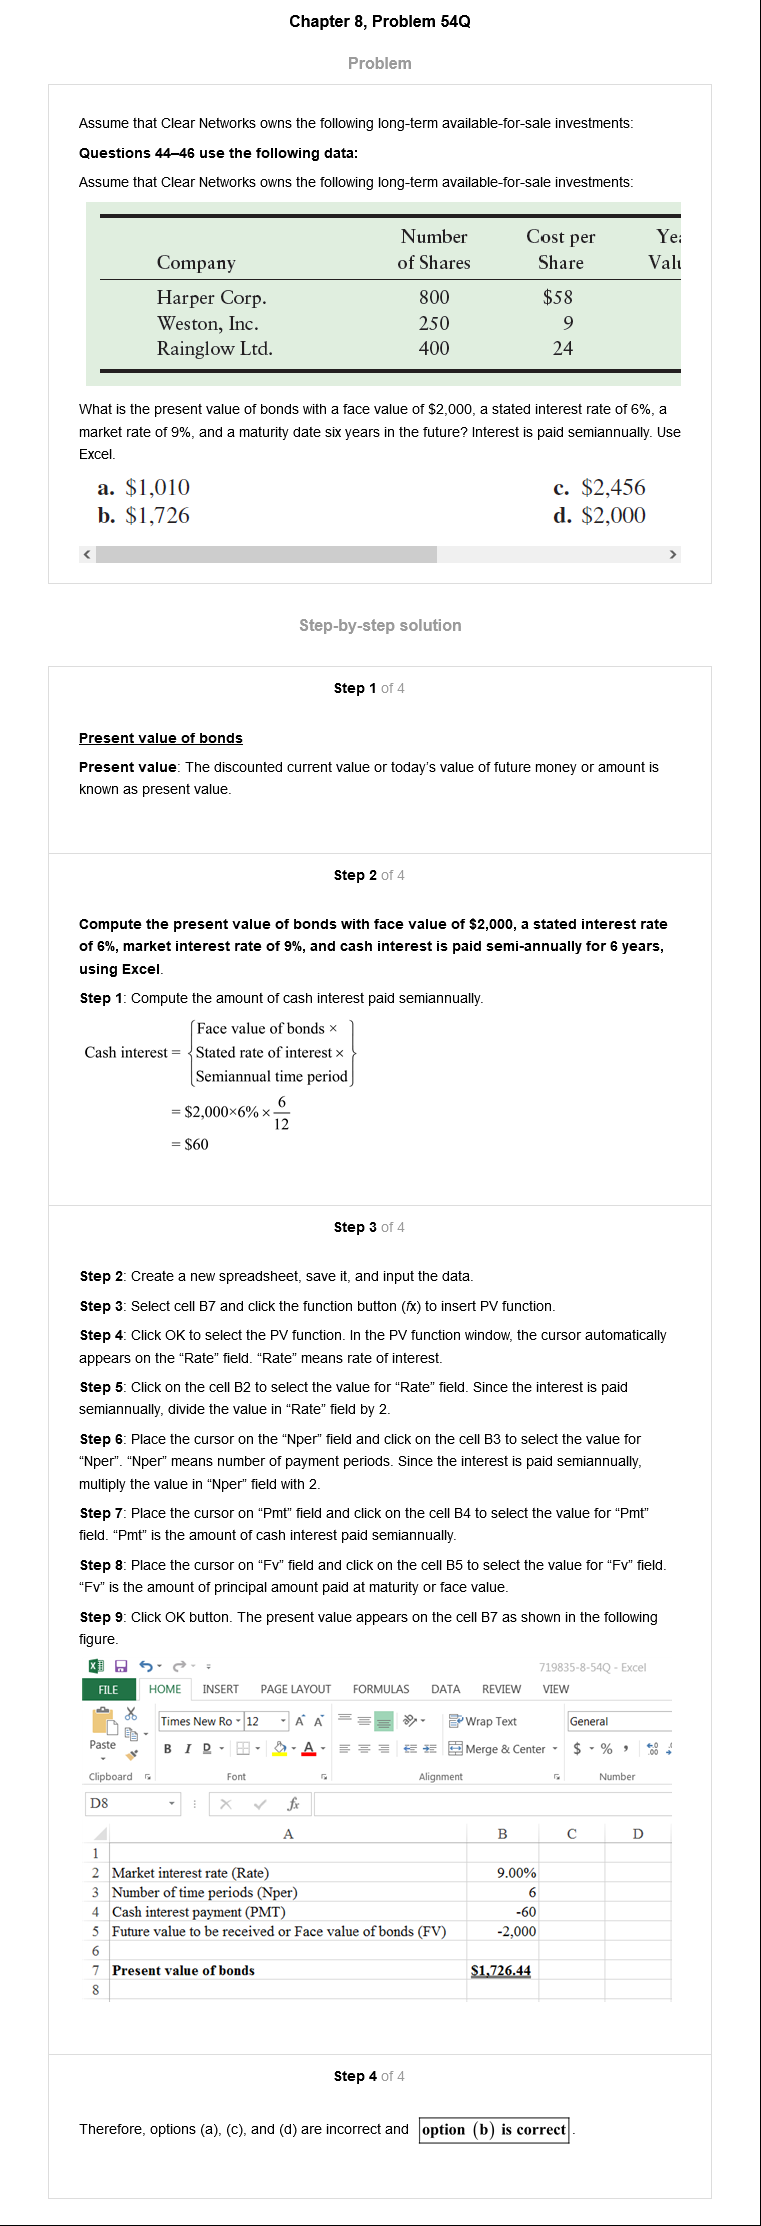 Chapter 8, Problem 54Q
Problem
Assume that Clear Networks owns the following long-term available-for-sale investments:
Questions 44–46 use the following data:
Assume that Clear Networks owns the following long-term available-for-sale investments:
Number Cost per
Company of Shares Share
Harper Corp. 800 $58
Weston, Inc. 250 9
Rainglow Ltd. 400 24
What is the present value of bonds with a face value of $2,000, a stated interest rate of 6%, a
market rate of 9%, and a maturity date six years in the future? Interest is paid semiannually. Use
Excel.
a. $1,010 c. $2,456
b. $1,726 d. $2,000
Step-by-step solution
Step 1 of 4
Present value of bonds
Present value: The discounted current value or today's value of future money or amount is
known as present value.
Step 2 of 4
Compute the present value of bonds with face value of $2,000, a stated interest rate
of 6%, market interest rate of 9%, and cash interest is paid semi-annually for 6 years,
using Excel.
Step 1: Compute the amount of cash interest paid semiannually.
Face value of bonds ×
Cash interest = Stated rate of interest ×
Semiannual time period
= $2,000×6%× 6/12
= $60
Step 3 of 4
Step 2: Create a new spreadsheet, save it, and input the data.
Step 3: Select cell B7 and click the function button (fx) to insert PV function.
Step 4: Click OK to select the PV function. In the PV function window, the cursor automatically
appears on the “Rate” field. “Rate” means rate of interest.
Step 5: Click on the cell B2 to select the value for “Rate” field. Since the interest is paid
semiannually, divide the value in “Rate” field by 2.
Step 6: Place the cursor on the “Nper” field and click on the cell B3 to select the value for
“Nper”. “Nper” means number of payment periods. Since the interest is paid semiannually,
multiply the value in “Nper” field with 2.
Step 7: Place the cursor on “Pmt” field and click on the cell B4 to select the value for “Pmt”
field. “Pmt” is the amount of cash interest paid semiannually.
Step 8: Place the cursor on “Fv” field and click on the cell B5 to select the value for “Fv” field.
“Fv” is the amount of principal amount paid at maturity or face value.
Step 9: Click OK button. The present value appears on the cell B7 as shown in the following
figure.
719835-8-54Q - Excel
FILE HOME INSERT PAGE LAYOUT FORMULAS DATA REVIEW VIEW
Times New Ro 12 A A Wrap Text General
Paste B I U A Merge & Center $ % , .00
Clipboard Font Alignment Number
D8 fx
A B C D
1
2 Market interest rate (Rate) 9.00%
3 Number of time periods (Nper) 6
4 Cash interest payment (PMT) -60
5 Future value to be received or Face value of bonds (FV) -2,000
6
7 Present value of bonds $1,726.44
8
Step 4 of 4
Therefore, options (a), (c), and (d) are incorrect and option (b) is correct.